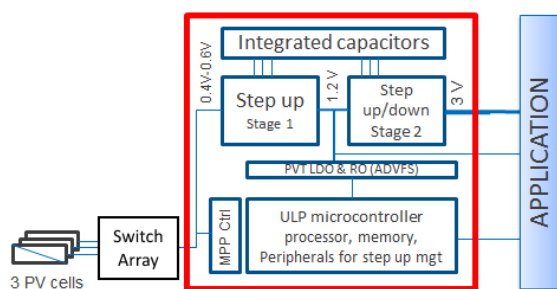 Integrated capacitors
0.4V-0.6V
Step up
Stage 1
1.2 V
Step
up/down
Stage 2
3 V
APPLICATION
PVT LDO & RO (ADVFS)
MPP Ctrl
ULP microcontroller
processor, memory,
Peripherals for step up mgt
Switch
Array
3 PV cells